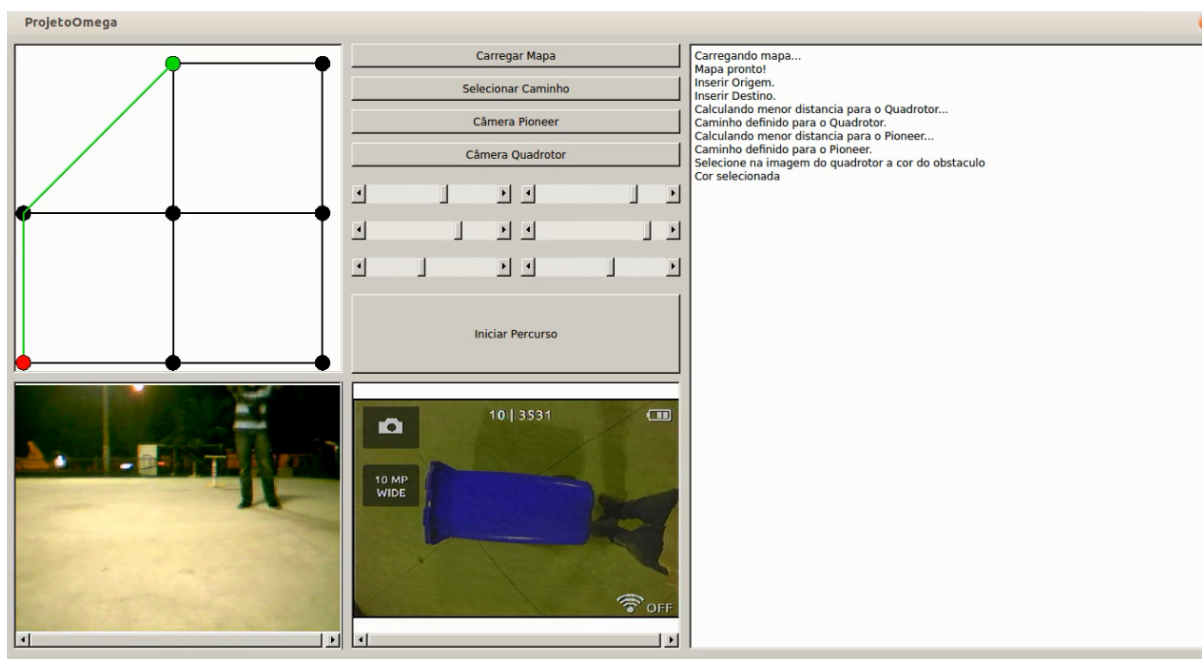 ProjetoOmega
Carregar Mapa
Selecionar Caminho
Câmera Pioneer
Câmera Quadrotor
Iniciar Percurso
Carregando mapa...
Mapa pronto!
Inserir Origem.
Inserir Destino.
Calculando menor distancia para o Quadrotor...
Caminho definido para o Quadrotor.
Calculando menor distancia para o Pioneer...
Caminho definido para o Pioneer.
Selecione na imagem do quadrotor a cor do obstaculo
Cor selecionada
10 | 3531
10 MP
WIDE
OFF